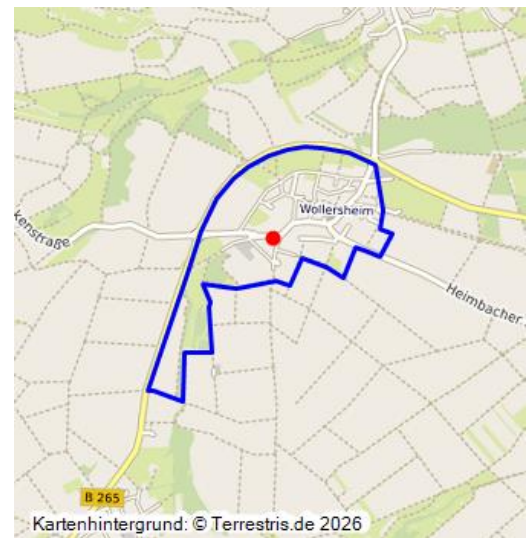 Wollersheim
kenstraße
Heimbacher.
B 265
Kartenhintergrund: © Terrestris.de 2026